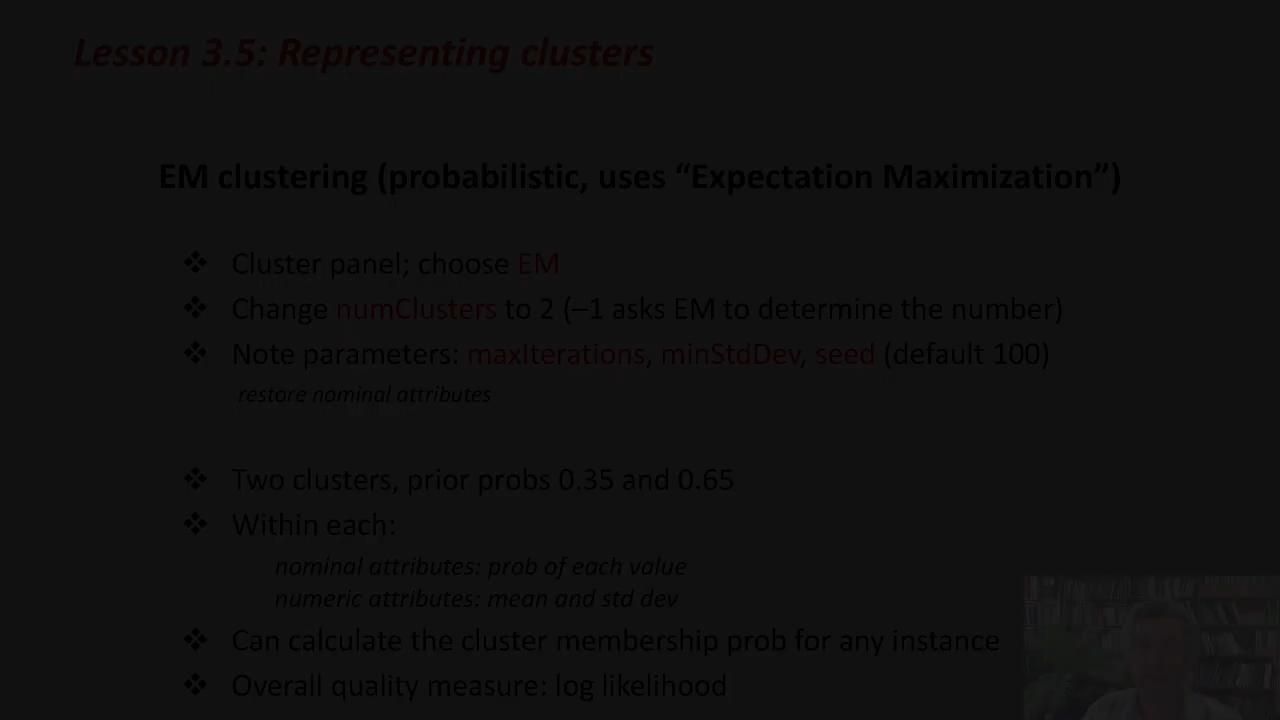 Lesson 3.5: Representing clusters
EM clustering (probabilistic, uses “Expectation Maximization”)
❖ Cluster panel; choose EM
❖ Change numClusters to 2 (–1 asks EM to determine the number)
❖ Note parameters: maxIterations, minStdDev, seed (default 100)
restore nominal attributes
❖ Two clusters, prior probs 0.35 and 0.65
❖ Within each:
nominal attributes: prob of each value
numeric attributes: mean and std dev
❖ Can calculate the cluster membership prob for any instance
❖ Overall quality measure: log likelihood